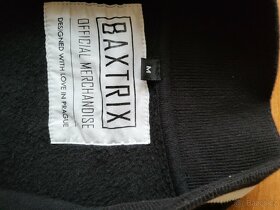 BAXTRIX
OFFICIAL MERCHANDISE
DESIGNED WITH LOVE IN PRAGUE
M